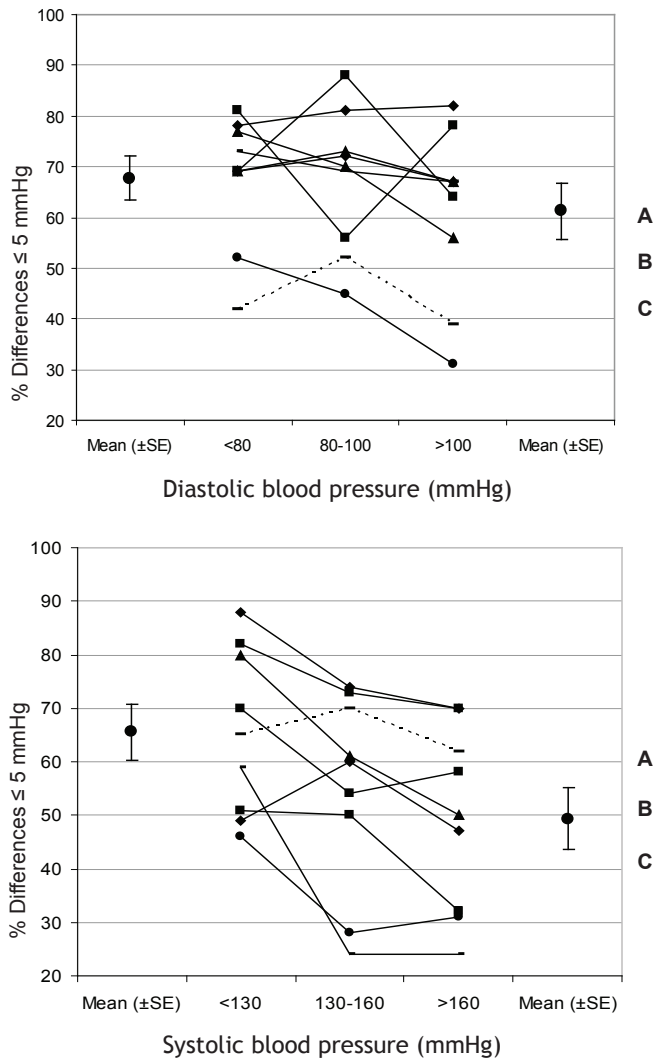 100
90
80
70
60
50
40
30
20
% Differences ≤ 5 mmHg
A
B
C
Mean (±SE) <80 80-100 >100 Mean (±SE)
Diastolic blood pressure (mmHg)
100
90
80
70
60
50
40
30
20
% Differences ≤ 5 mmHg
A
B
C
Mean (±SE) <130 130-160 >160 Mean (±SE)
Systolic blood pressure (mmHg)